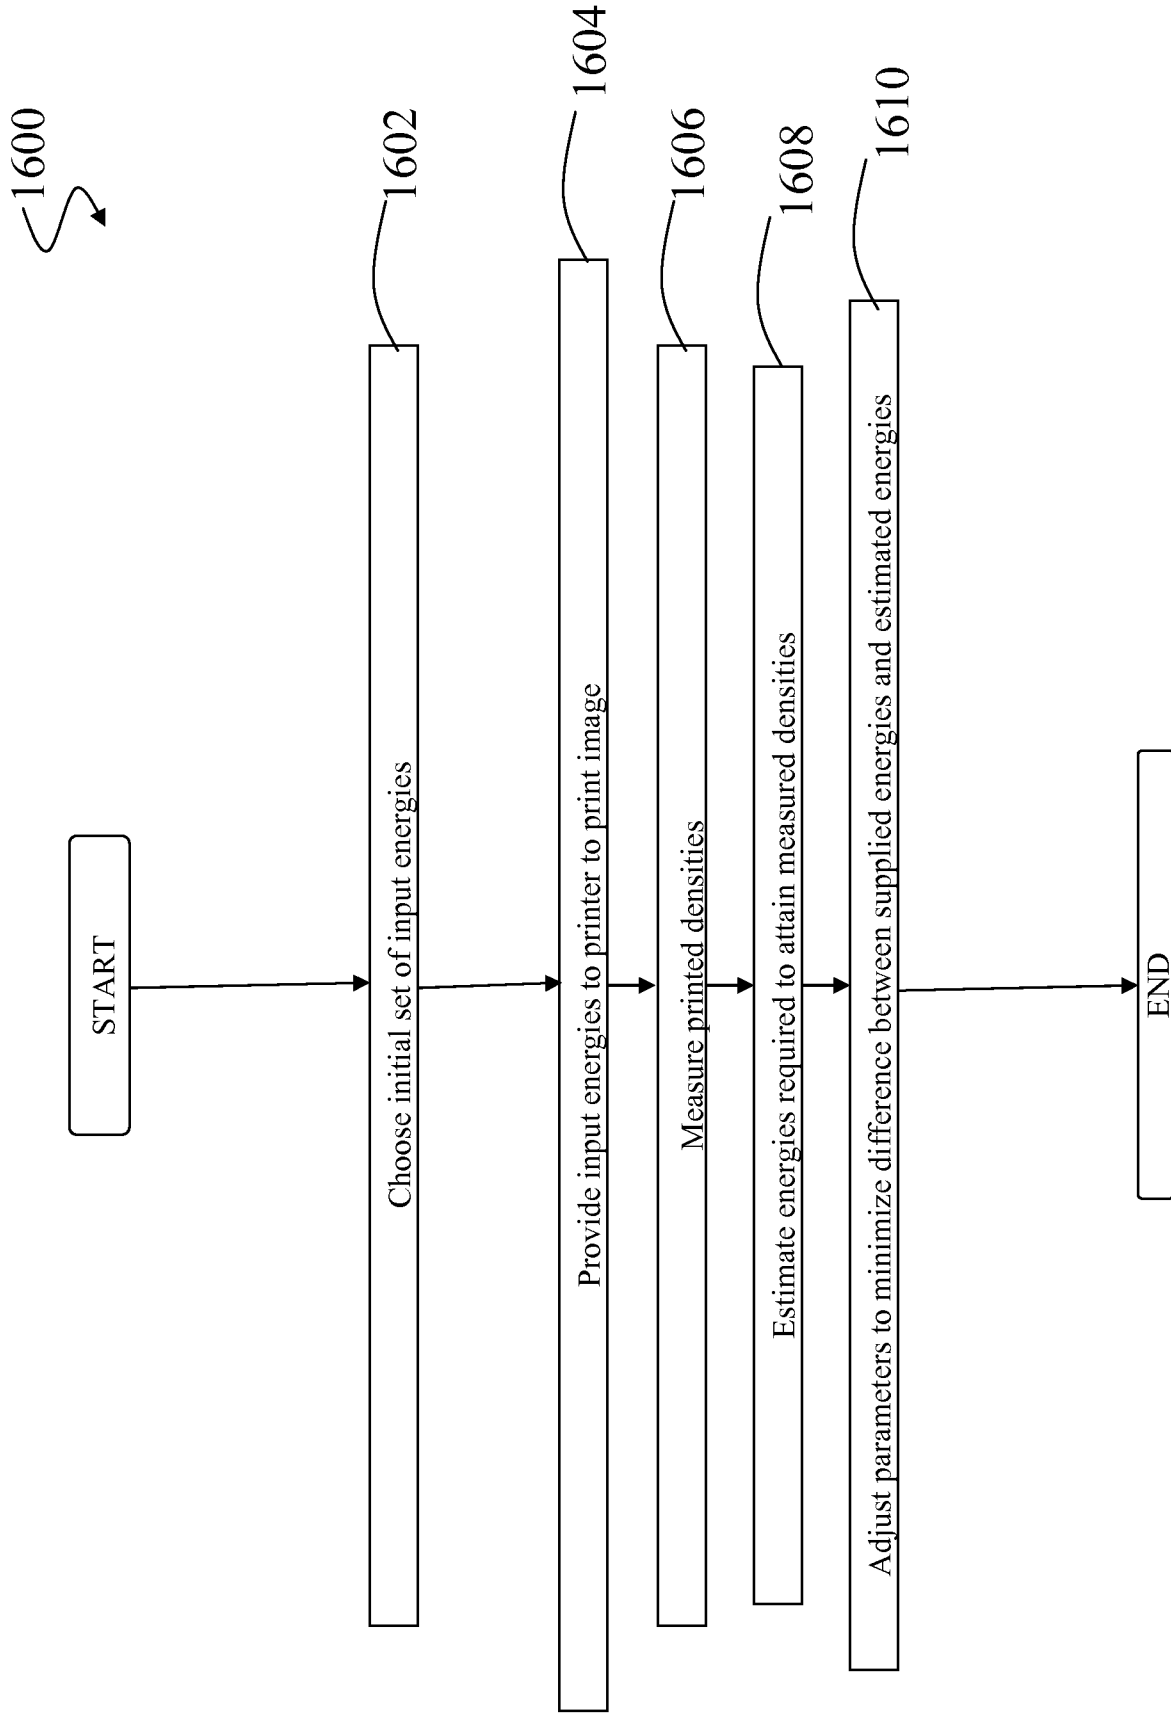 1600
START
Choose initial set of input energies
1602
Provide input energies to printer to print image
1604
Measure printed densities
1606
Estimate energies required to attain measured densities
1608
Adjust parameters to minimize difference between supplied energies and estimated energies
1610
END